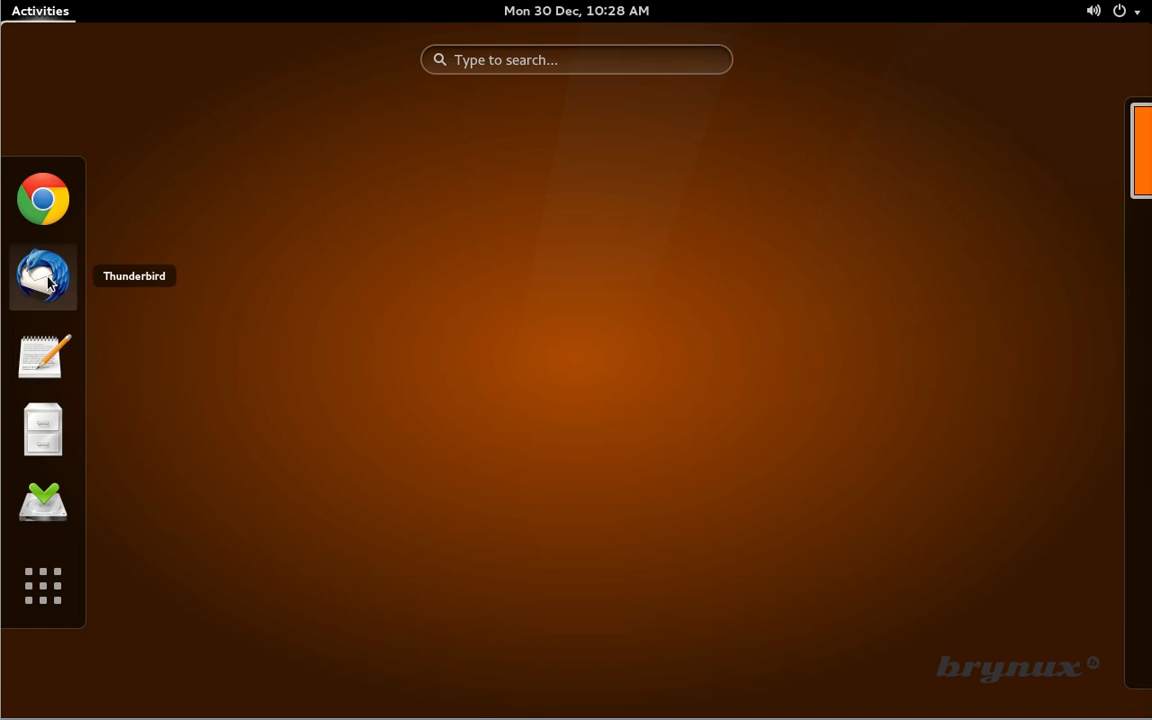 Activities
Mon 30 Dec, 10:28 AM
Type to search...
Thunderbird
brynux b